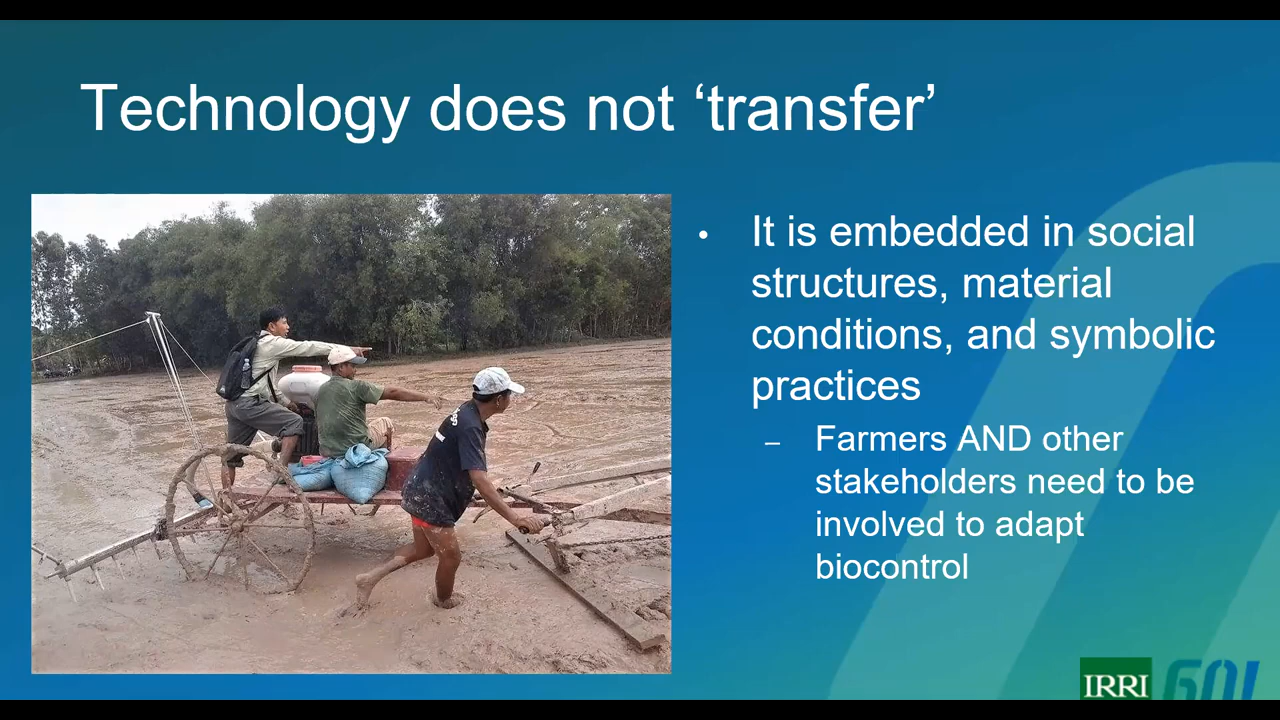 Technology does not ‘transfer’
• It is embedded in social
structures, material
conditions, and symbolic
practices
– Farmers AND other
stakeholders need to be
involved to adapt
biocontrol
IRRI